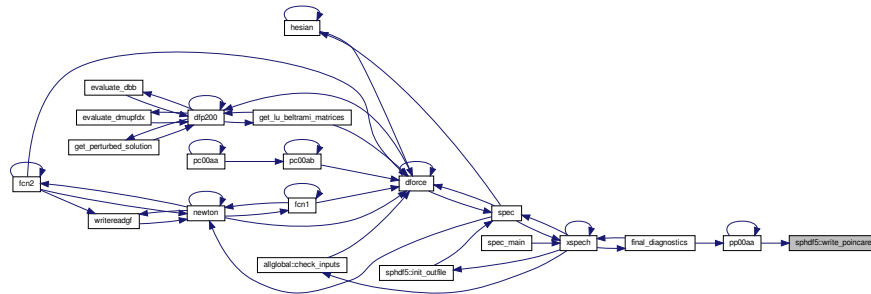 hesian
evaluate_dbb
evaluate_dmupfdx
dfp200
get_lu_beltrami_matrices
get_perturbed_solution
pc00aa
pc00ab
fcn2
dforce
newton
fcn1
writereadgf
spec
spec_main
xspech
final_diagnostics
pp00aa
sphdf5::write_poincare
allglobal::check_inputs
sphdf5::init_outfile